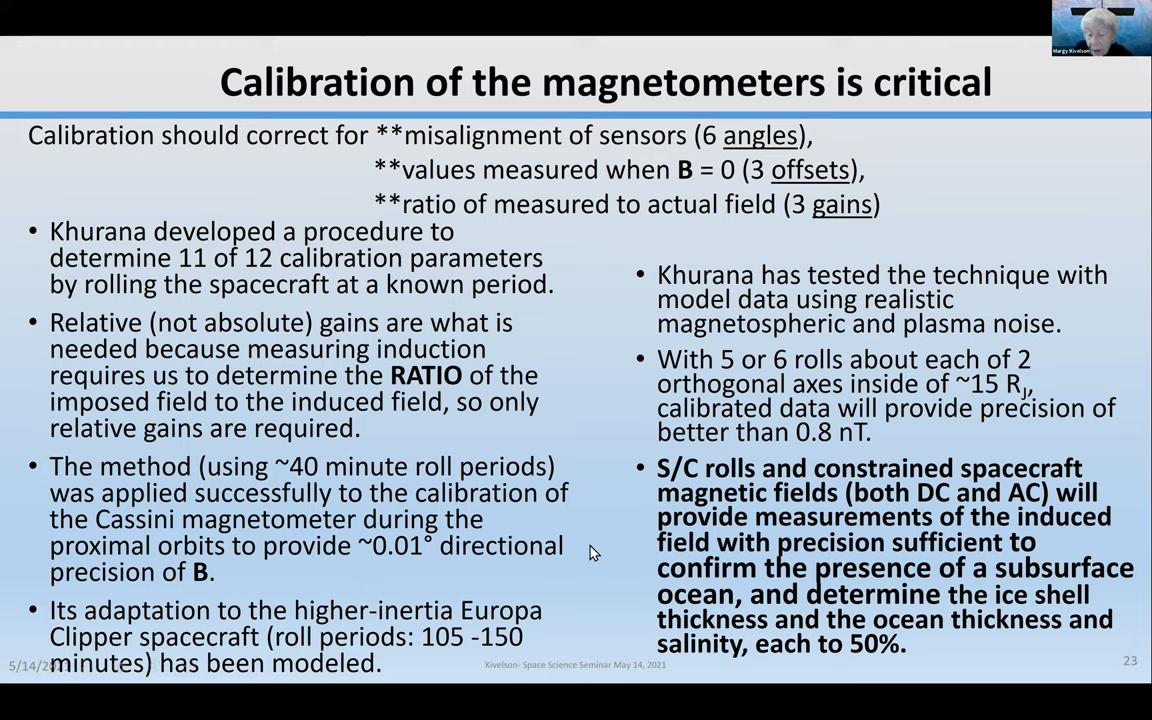 Margy Kivelson
Calibration of the magnetometers is critical
Calibration should correct for **misalignment of sensors (6 angles),
**values measured when B = 0 (3 offsets),
**ratio of measured to actual field (3 gains)
• Khurana developed a procedure to
determine 11 of 12 calibration parameters
by rolling the spacecraft at a known period.
• Relative (not absolute) gains are what is
needed because measuring induction
requires us to determine the RATIO of the
imposed field to the induced field, so only
relative gains are required.
• The method (using ~40 minute roll periods)
was applied successfully to the calibration of
the Cassini magnetometer during the
proximal orbits to provide ~0.01° directional
precision of B.
• Its adaptation to the higher-inertia Europa
Clipper spacecraft (roll periods: 105 -150
minutes) has been modeled.
• Khurana has tested the technique with
model data using realistic
magnetospheric and plasma noise.
• With 5 or 6 rolls about each of 2
orthogonal axes inside of ~15 RJ,
calibrated data will provide precision of
better than 0.8 nT.
• S/C rolls and constrained spacecraft
magnetic fields (both DC and AC) will
provide measurements of the induced
field with precision sufficient to
confirm the presence of a subsurface
ocean, and determine the ice shell
thickness and the ocean thickness and
salinity, each to 50%.
Kivelson- Space Science Seminar May 14, 2021
23